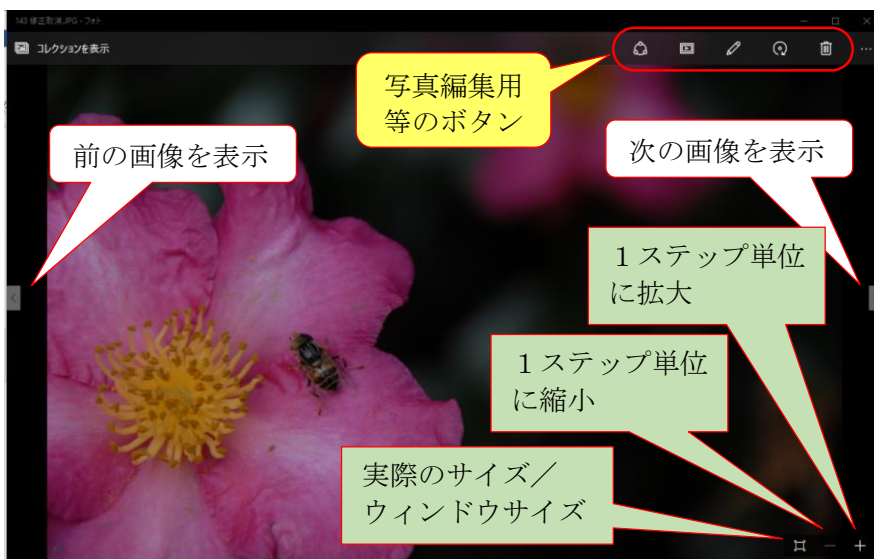 143 修正取消.JPG - フォト
コレクションを表示
写真編集用
等のボタン
前の画像を表示
次の画像を表示
１ステップ単位
に拡大
１ステップ単位
に縮小
実際のサイズ／
ウィンドウサイズ